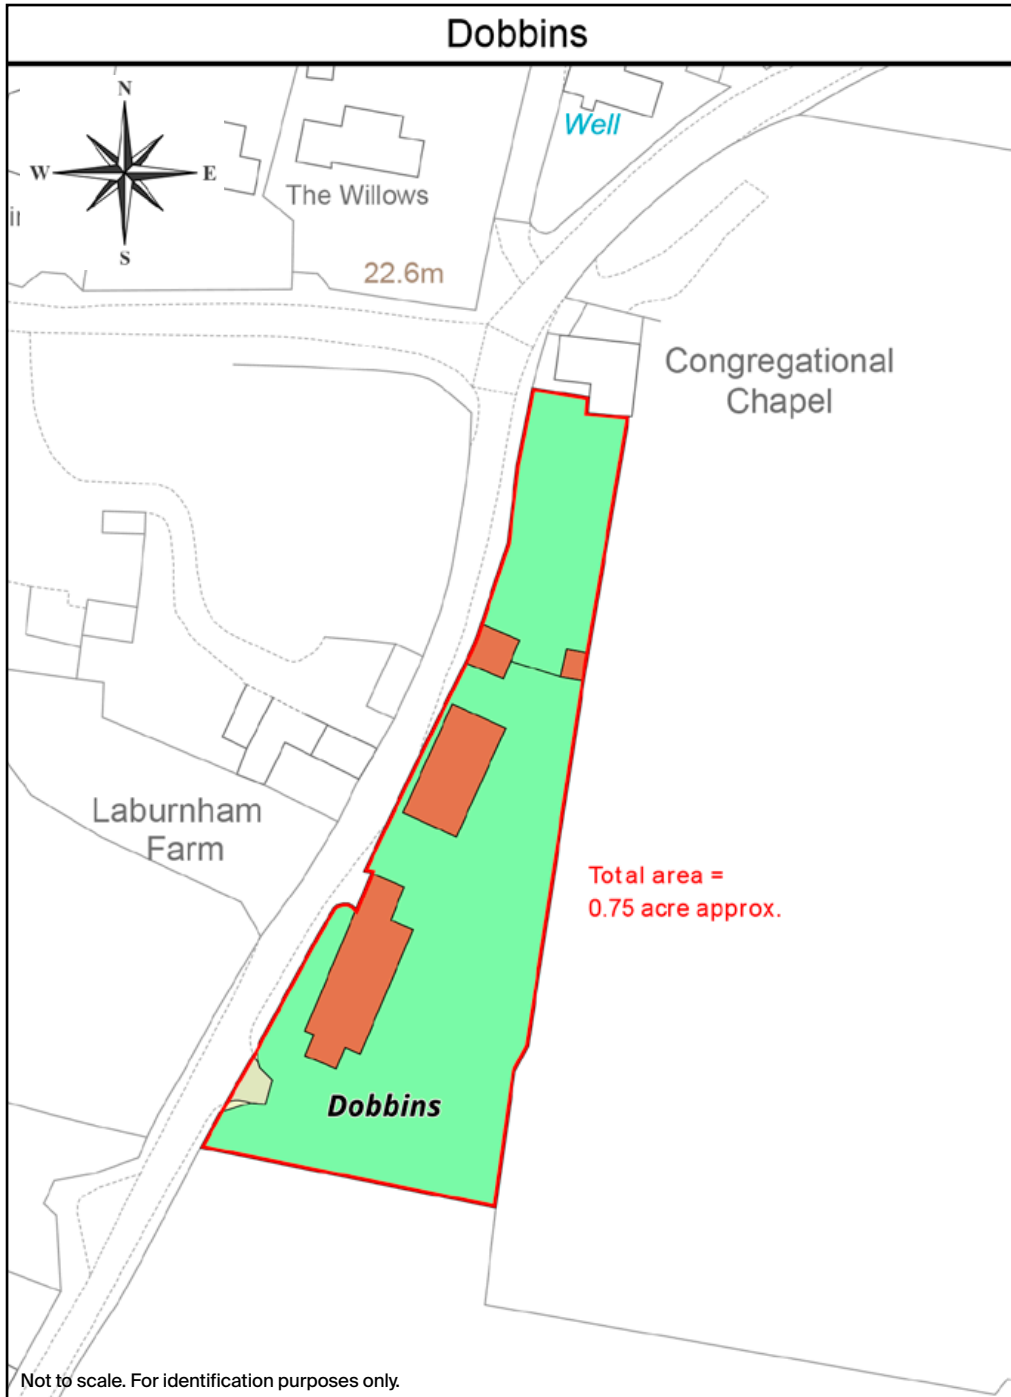 Dobbins
N
W
E
S
Well
The Willows
22.6m
Congregational
Chapel
Laburnham
Farm
Total area =
0.75 acre approx.
Dobbins
Not to scale. For identification purposes only.